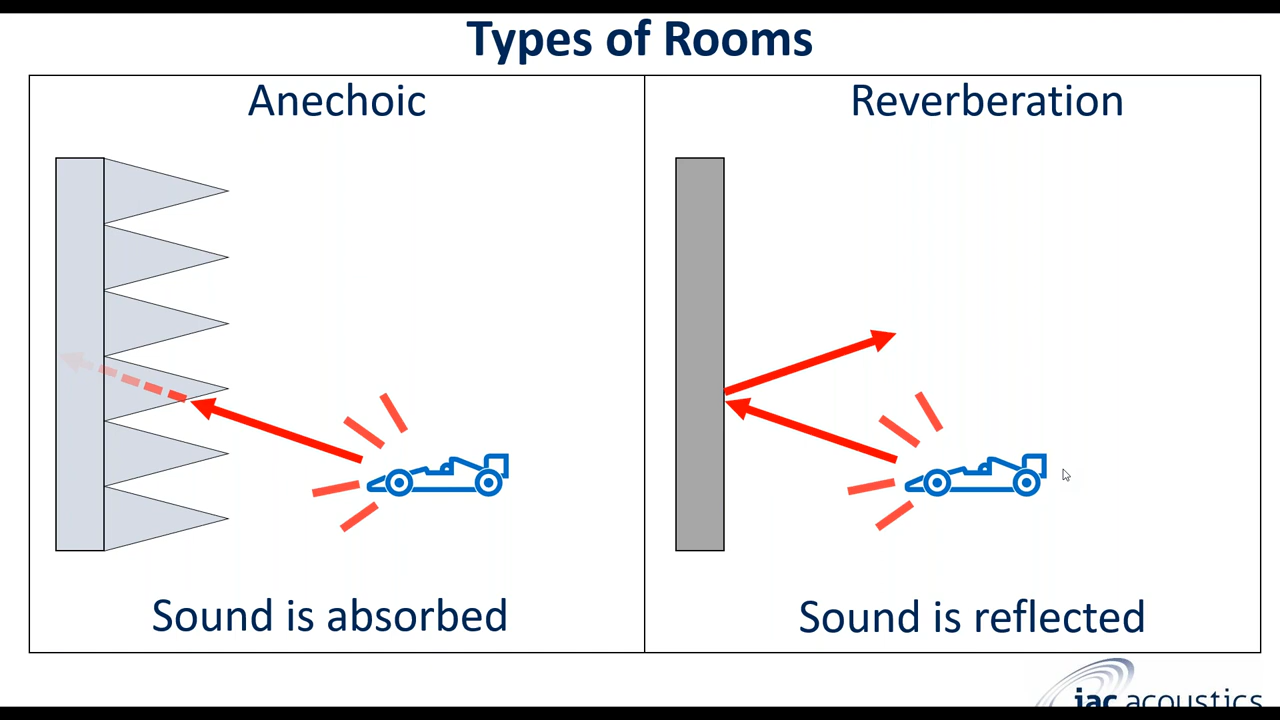 Types of Rooms
Anechoic
Reverberation
Sound is absorbed
Sound is reflected
iac acoustics